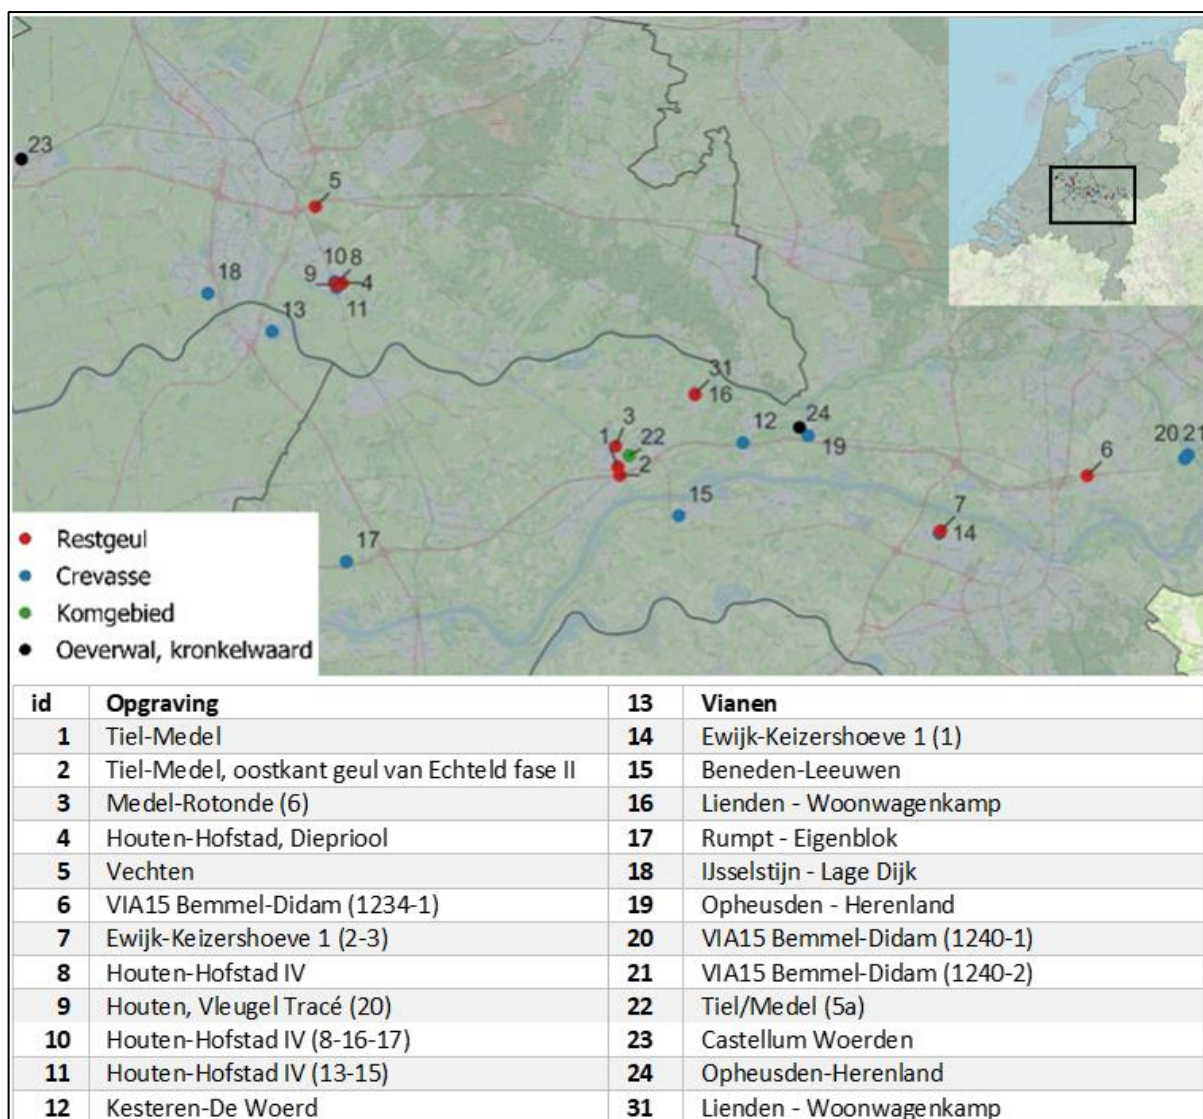 23
5
10 8
9
4
11
18
13
31
16
3
1
22
2
12
24
19
15
6
20 21
7
14
17
Restgeul
Crevasse
Komgebied
Oeverwal, kronkelwaard
id Opgraving 13 Vianen
1 Tiel-Medel 14 Ewijk-Keizershoeve 1 (1)
2 Tiel-Medel, oostkant geul van Echteld fase II 15 Beneden-Leeuwen
3 Medel-Rotonde (6) 16 Lienden - Woonwagenkamp
4 Houten-Hofstad, Diepriool 17 Rumpt - Eigenblok
5 Vechten 18 IJsselstijn - Lage Dijk
6 VIA15 Bemmel-Didam (1234-1) 19 Opheusden - Herenland
7 Ewijk-Keizershoeve 1 (2-3) 20 VIA15 Bemmel-Didam (1240-1)
8 Houten-Hofstad IV 21 VIA15 Bemmel-Didam (1240-2)
9 Houten, Vleugel Tracé (20) 22 Tiel/Medel (5a)
10 Houten-Hofstad IV (8-16-17) 23 Castellum Woerden
11 Houten-Hofstad IV (13-15) 24 Opheusden-Herenland
12 Kesteren-De Woerd 31 Lienden - Woonwagenkamp